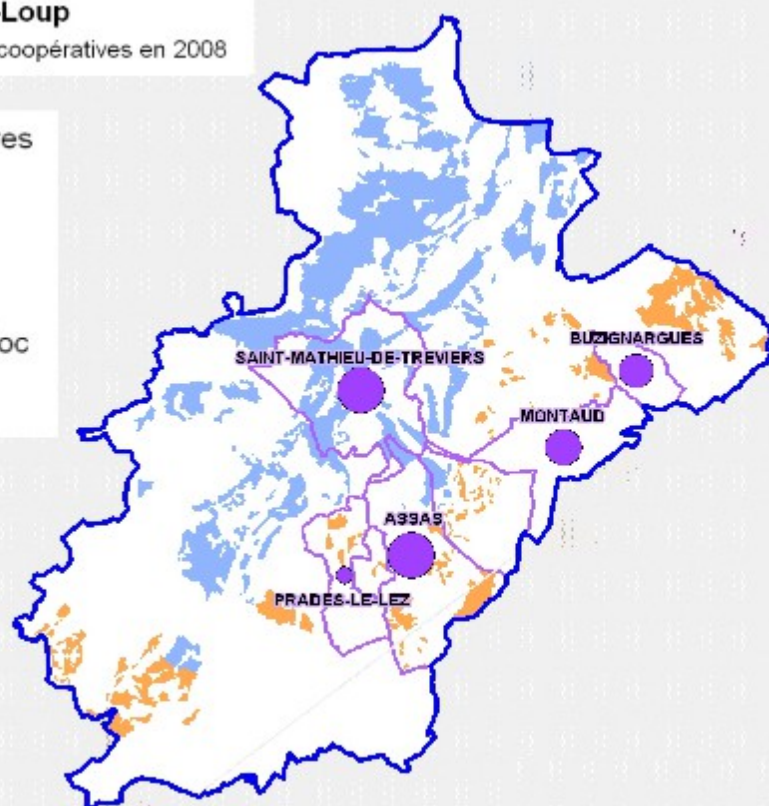 Loup
coopératives en 2008
es
oc
SAINT-MATHIEU-DE-TREVIERS
BUZIGNARGUES
MONTAUD
ASSAS
PRADES-LE-LEZ